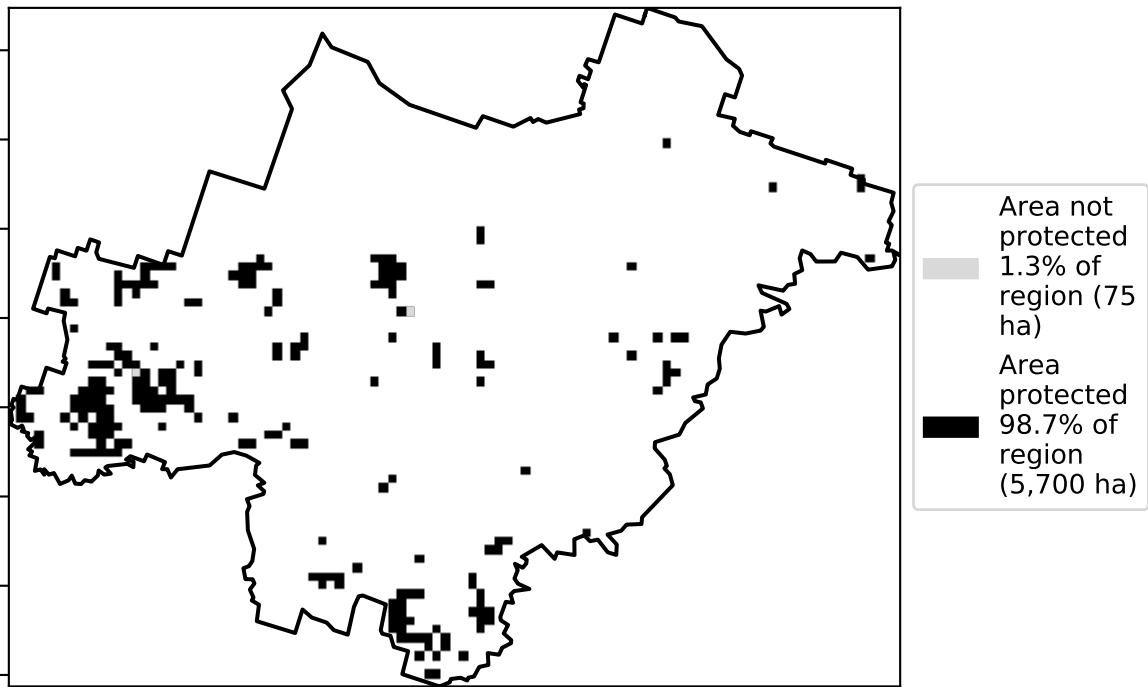 Area not
protected
1.3% of
region (75
ha)
Area
protected
98.7% of
region
(5,700 ha)